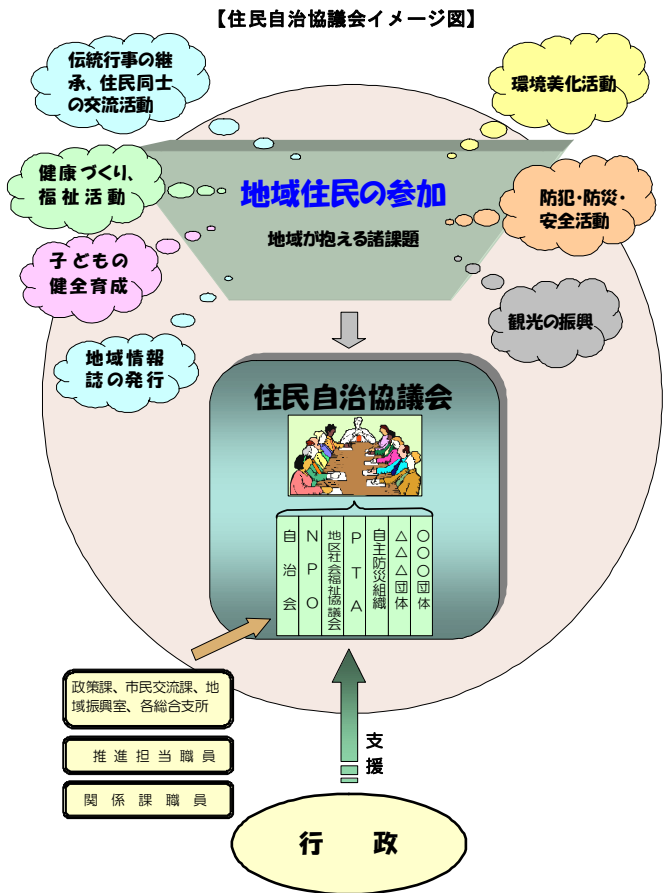 【住民自治協議会イメージ図】
伝統行事の継
承、住民同士
の交流活動
環境美化活動
健康づくり、
福祉活動
地域住民の参加
地域が抱える諸課題
防犯・防災・
安全活動
子どもの
健全育成
観光の振興
地域情報
誌の発行
住民自治協議会
自治会
NPO
地区社会福祉協議会
PTA
自主防災組織
△△△団体
〇〇〇団体
政策課、市民交流課、地
域振興室、各総合支所
推進担当職員
関係課職員
支援
行政